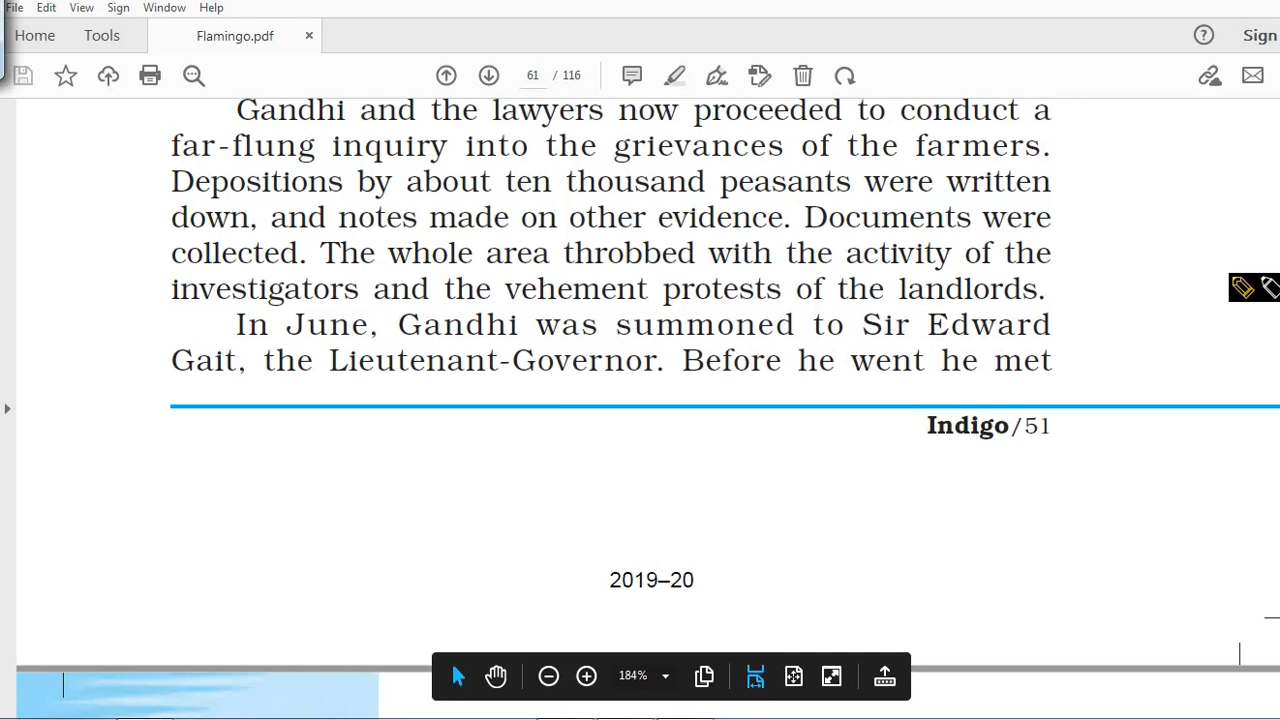 File Edit View Sign Window Help
Home Tools Flamingo.pdf × Sign
61 / 116
Gandhi and the lawyers now proceeded to conduct a
far-flung inquiry into the grievances of the farmers.
Depositions by about ten thousand peasants were written
down, and notes made on other evidence. Documents were
collected. The whole area throbbed with the activity of the
investigators and the vehement protests of the landlords.
In June, Gandhi was summoned to Sir Edward
Gait, the Lieutenant-Governor. Before he went he met
Indigo/51
2019–20
184%